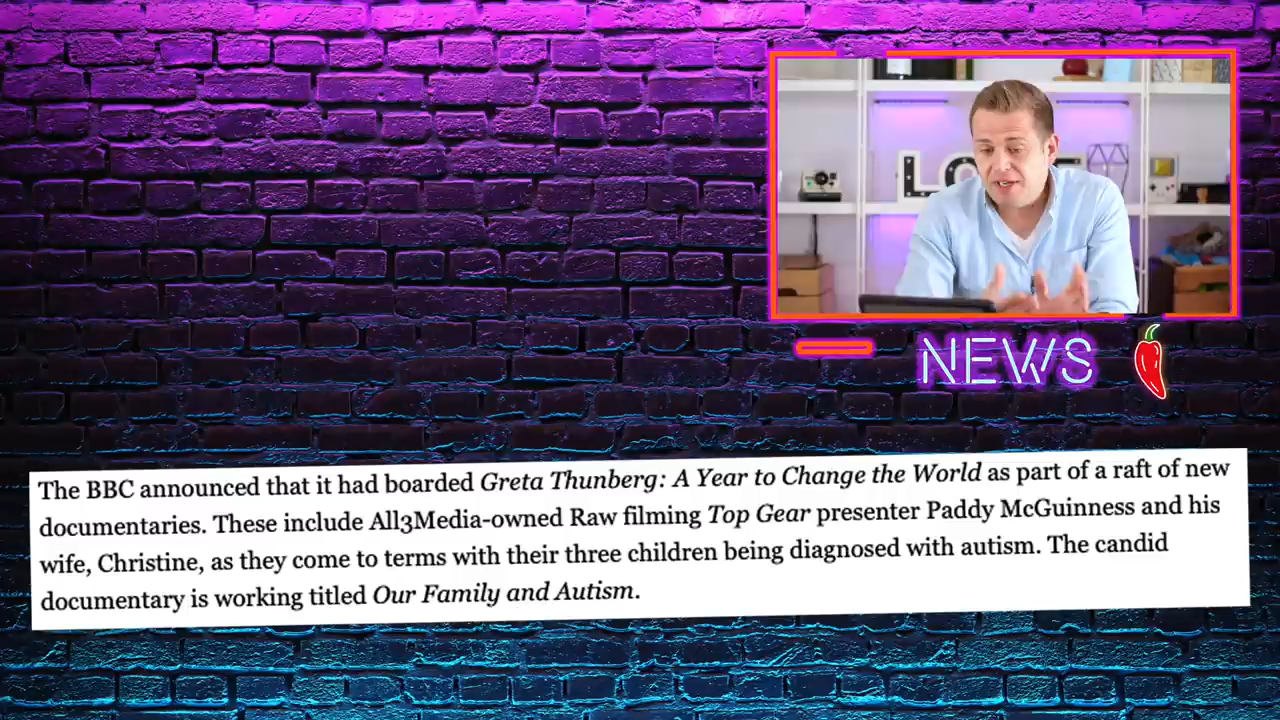 LO
NEWS
The BBC announced that it had boarded Greta Thunberg: A Year to Change the World as part of a raft of new
documentaries. These include All3Media-owned Raw filming Top Gear presenter Paddy McGuinness and his
wife, Christine, as they come to terms with their three children being diagnosed with autism. The candid
documentary is working titled Our Family and Autism.